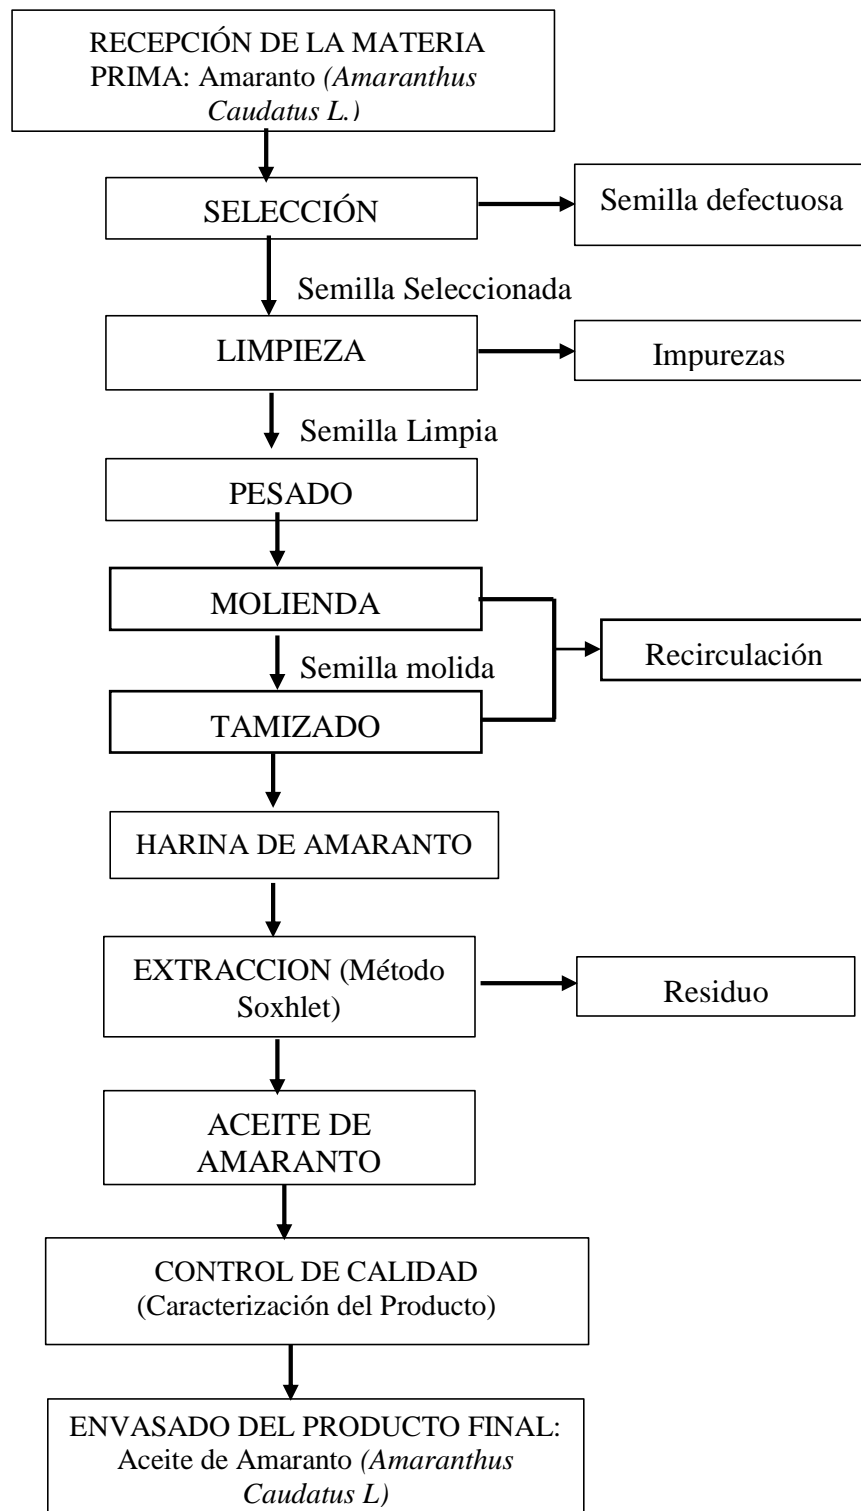 RECEPCIÓN DE LA MATERIA
PRIMA: Amaranto (Amaranthus
Caudatus L.)
SELECCIÓN
Semilla defectuosa
Semilla Seleccionada
LIMPIEZA
Impurezas
Semilla Limpia
PESADO
MOLIENDA
Recirculación
Semilla molida
TAMIZADO
HARINA DE AMARANTO
EXTRACCION (Método
Soxhlet)
Residuo
ACEITE DE
AMARANTO
CONTROL DE CALIDAD
(Caracterización del Producto)
ENVASADO DEL PRODUCTO FINAL:
Aceite de Amaranto (Amaranthus
Caudatus L)